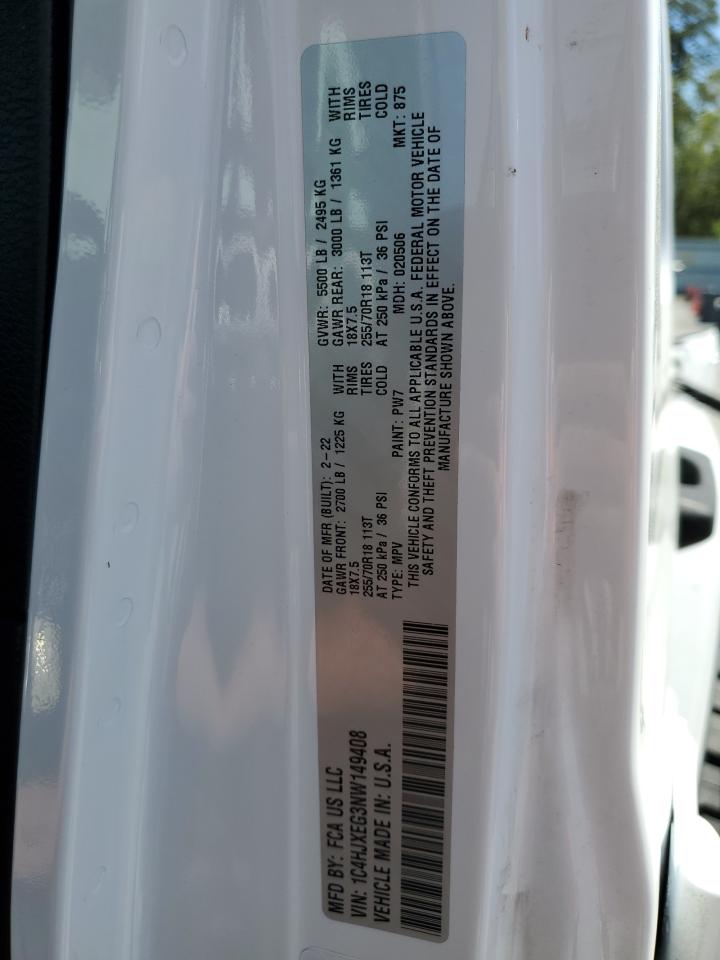 MFD BY: FCA US LLC
VIN: 1C4HJXEG3NW149408
VEHICLE MADE IN: U.S.A.
DATE OF MFR (BUILT): 2-22
GAWR FRONT: 2700 LB / 1225 KG WITH
18X7.5 RIMS
255/70R18 113T TIRES
AT 250 kPa / 36 PSI COLD
GVWR: 5500 LB / 2495 KG
GAWR REAR: 3000 LB / 1361 KG WITH
18X7.5 RIMS
255/70R18 113T TIRES
AT 250 kPa / 36 PSI COLD
TYPE: MPV PAINT: PW7 MDH: 020506 MKT: 875
THIS VEHICLE CONFORMS TO ALL APPLICABLE U.S.A. FEDERAL MOTOR VEHICLE
SAFETY AND THEFT PREVENTION STANDARDS IN EFFECT ON THE DATE OF
MANUFACTURE SHOWN ABOVE.